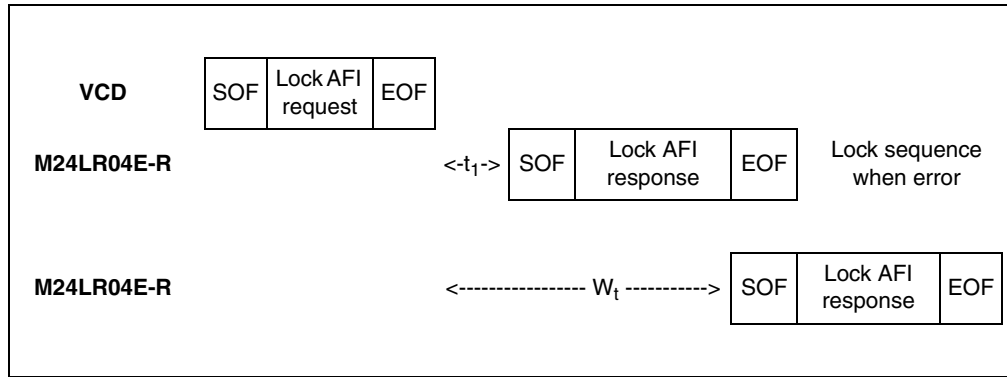 VCD SOF Lock AFI request EOF
M24LR04E-R <-t1-> SOF Lock AFI response EOF Lock sequence when error
M24LR04E-R <----------------- Wt -----------> SOF Lock AFI response EOF